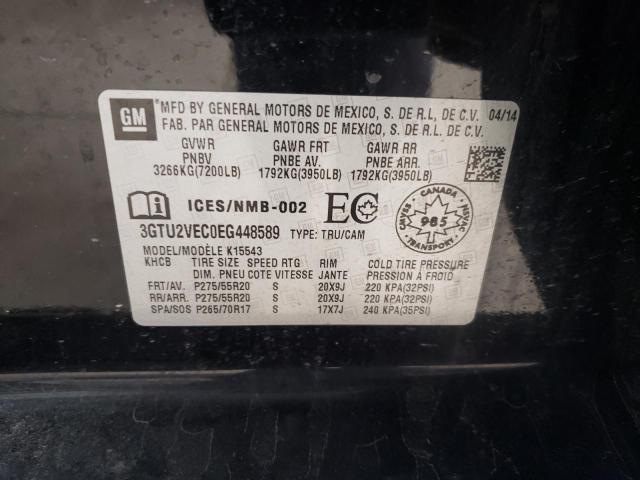 GM
*MFD BY GENERAL MOTORS DE MEXICO, S. DE R.L, DE C.V. 04/14
FAB. PAR GENERAL MOTORS DE MEXICO, S. DE R.L. DE C.V.
GVWR GAWR FRT GAWR RR
PNBV PNBE AV. PNBE ARR.
3266KG(7200LB) 1792KG(3950LB) 1792KG(3950LB)
ICES/NMB-002 EC
CANADA
CMVSS 985 NSVAC
TRANSPORT
3GTU2VEC0EG448589 TYPE: TRU/CAM
MODEL/MODÈLE K15543
KHCB TIRE SIZE SPEED RTG RIM COLD TIRE PRESSURE
DIM. PNEU COTE VITESSE JANTE PRESSION À FROID
FRT/AV. P275/55R20 S 20X9J 220 KPA(32PSI)
RR/ARR. P275/55R20 S 20X9J 220 KPA(32PSI)
SPA/SOS P265/70R17 S 17X7J 240 KPA(35PSI)